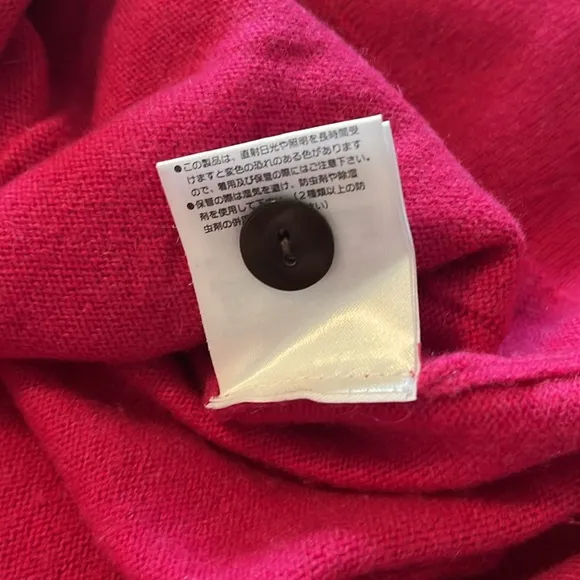 ●この製品は、直射日光や照明を長時間受
けますと変色の恐れのある色があります
ので、着用及び保管の際にはご注意下さい。
●保管の際は湿気を避け、防虫剤や除湿
剤を使用して下 (2種類以上の防
虫剤の併 さい)